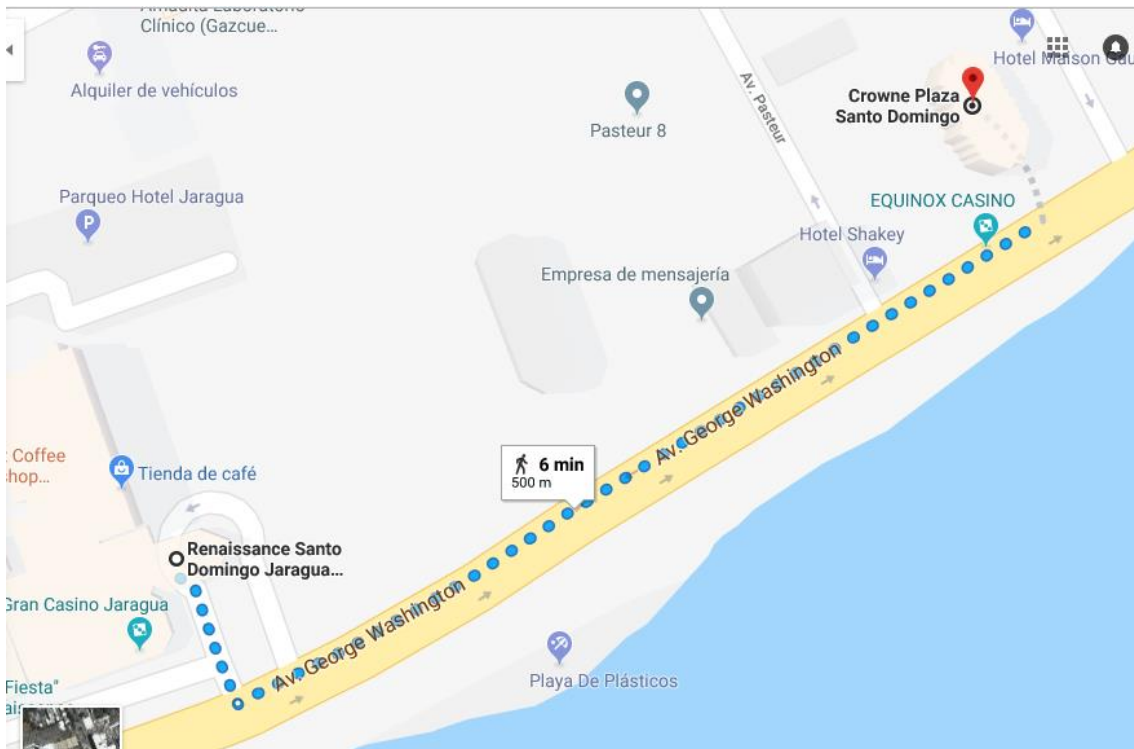 Amadita Laboratorio
Clínico (Gazcue...
Alquiler de vehículos
Pasteur 8
Av. Pasteur
Crowne Plaza
Santo Domingo
Hotel Maison
Parqueo Hotel Jaragua
EQUINOX CASINO
Hotel Shakey
Empresa de mensajería
P
Av. George Washington
Coffee
6 min
500 m
Tienda de café
Renaissance Santo
Domingo Jaragua...
Gran Casino Jaragua
Av. George Washington
Playa De Plásticos
Fiesta"